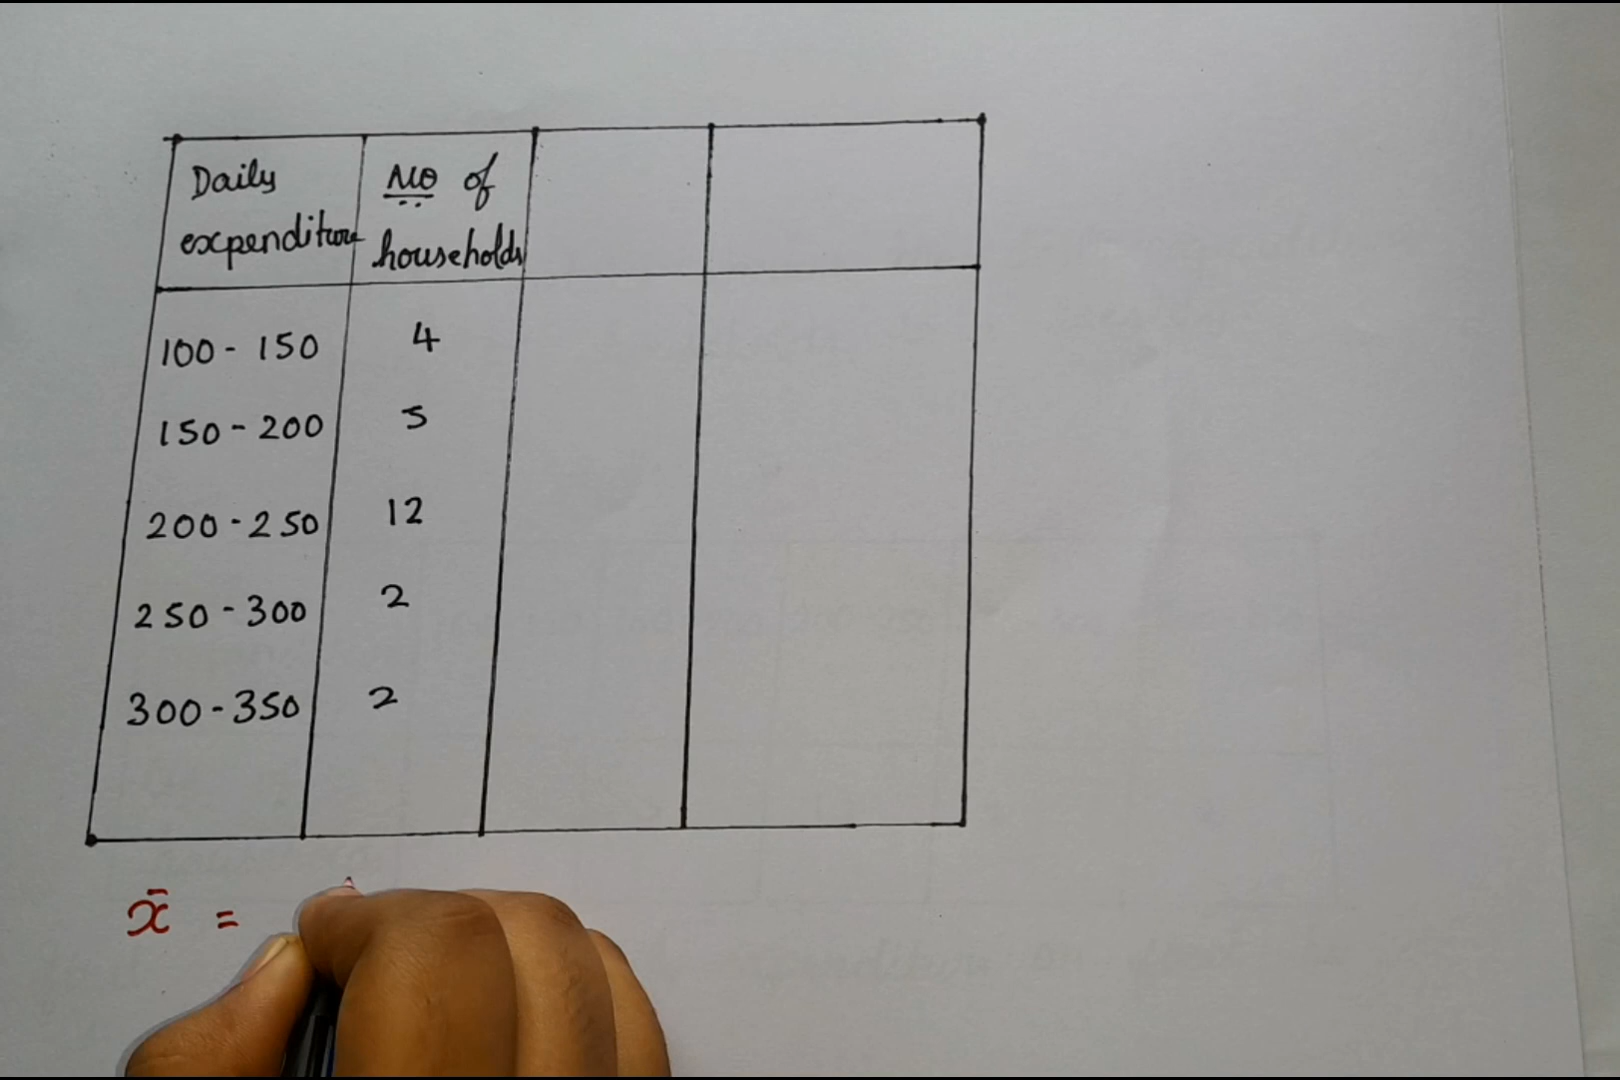 Daily expenditure No of households
100 - 150 4
150 - 200 5
200 - 250 12
250 - 300 2
300 - 350 2
x̄ =